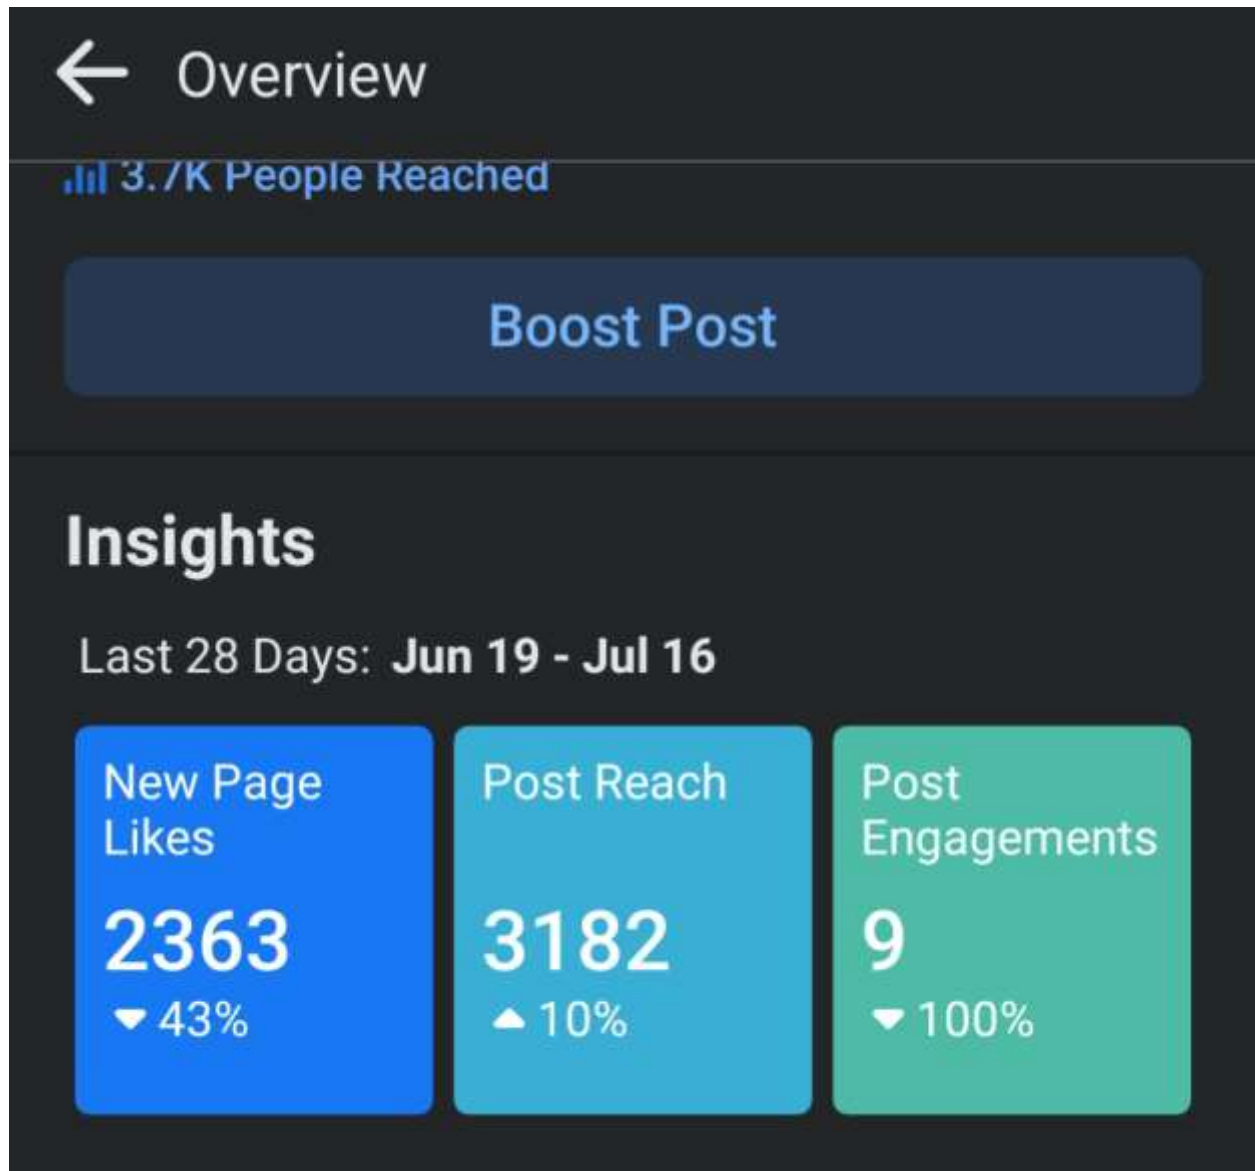 Overview
3.7K People Reached
Boost Post
Insights
Last 28 Days: Jun 19 - Jul 16
New Page
Likes
2363
43%
Post Reach
3182
10%
Post
Engagements
9
100%